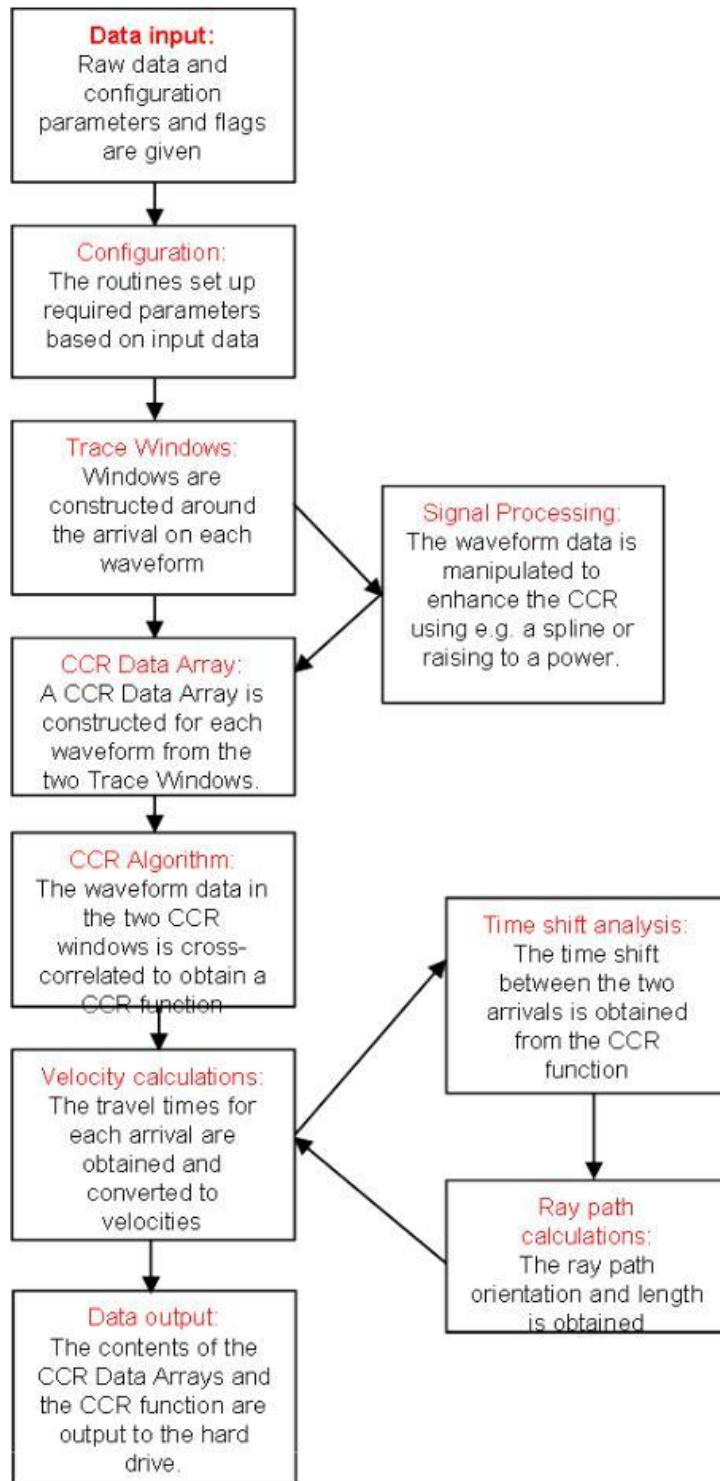 Data input:
Raw data and
configuration
parameters and flags
are given
Configuration:
The routines set up
required parameters
based on input data
Trace Windows:
Windows are
constructed around
the arrival on each
waveform
Signal Processing:
The waveform data is
manipulated to
enhance the CCR
using e.g. a spline or
raising to a power.
CCR Data Array:
A CCR Data Array is
constructed for each
waveform from the
two Trace Windows.
CCR Algorithm:
The waveform data in
the two CCR
windows is cross-
correlated to obtain a
CCR function
Velocity calculations:
The travel times for
each arrival are
obtained and
converted to
velocities
Time shift analysis:
The time shift
between the two
arrivals is obtained
from the CCR
function
Ray path
calculations:
The ray path
orientation and length
is obtained
Data output:
The contents of the
CCR Data Arrays and
the CCR function are
output to the hard
drive.